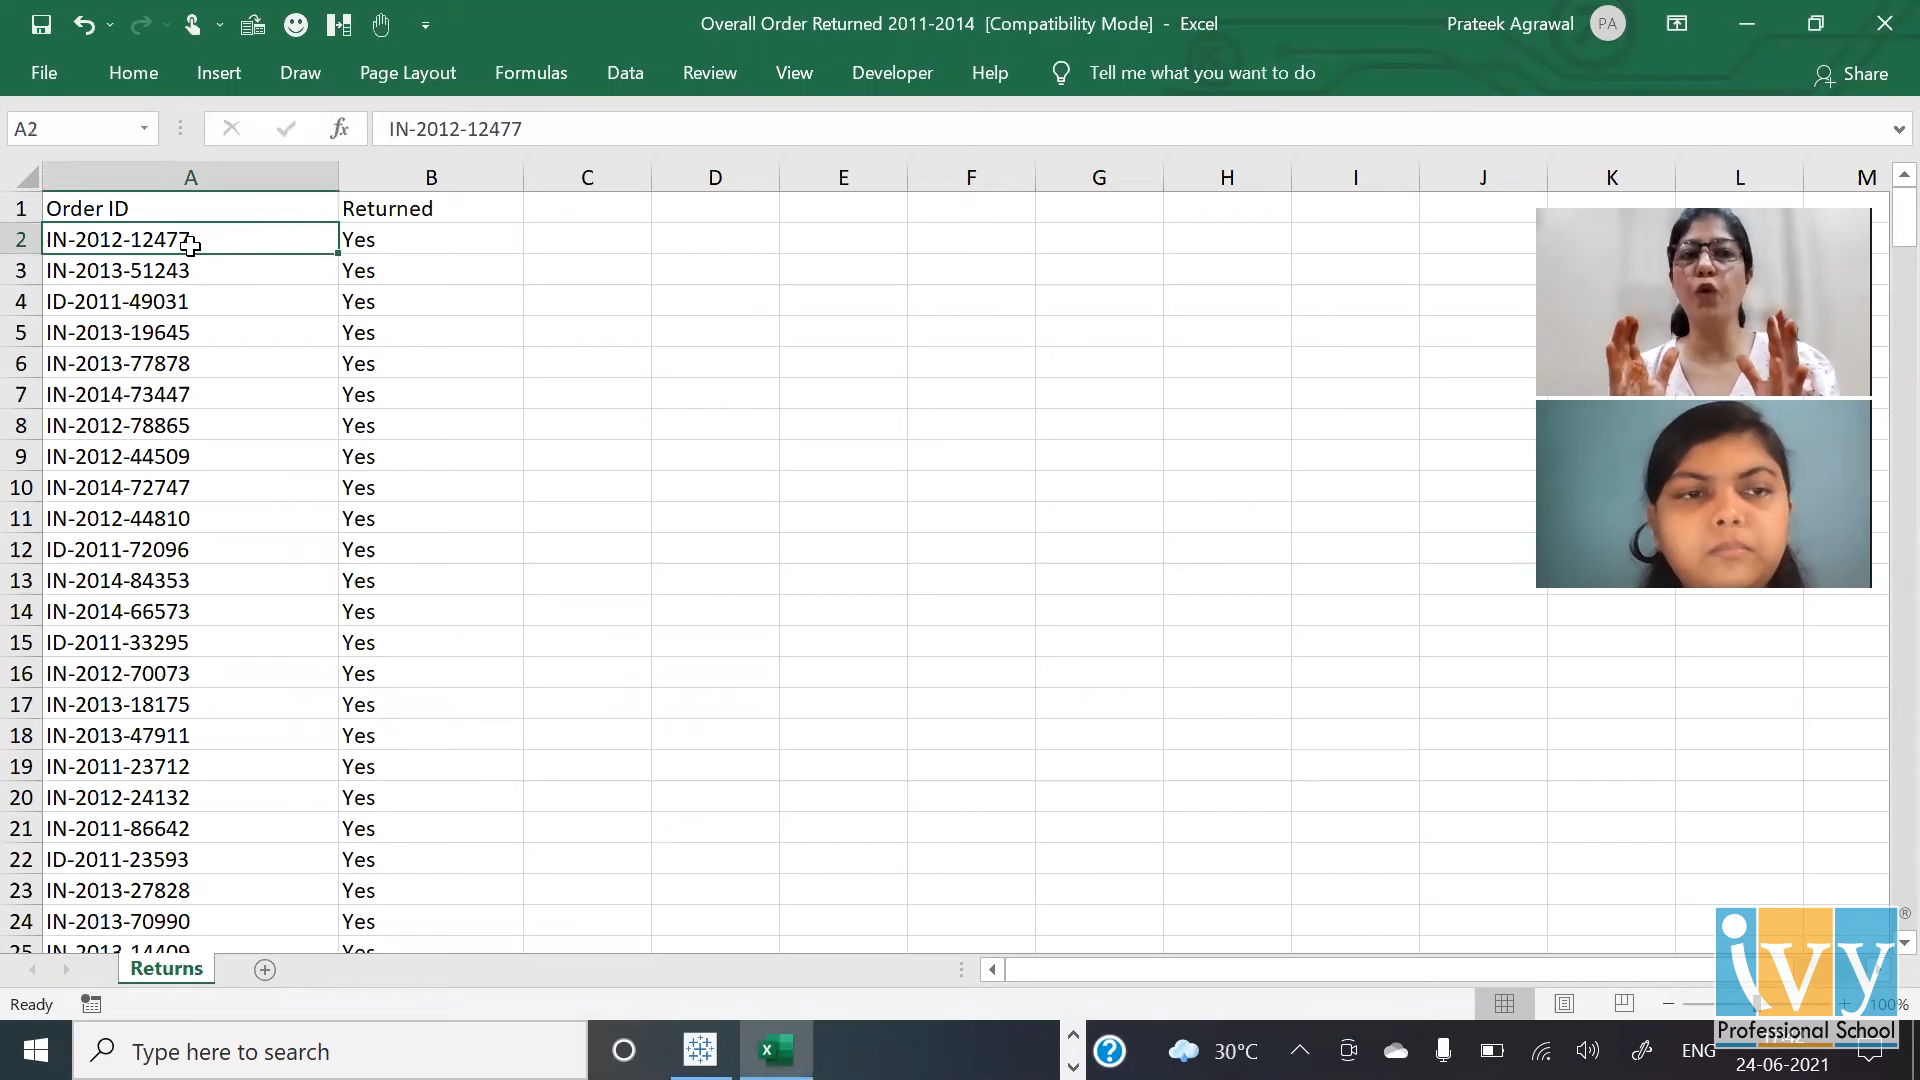 Overall Order Returned 2011-2014 [Compatibility Mode] - Excel
Prateek Agrawal
PA
File Home Insert Draw Page Layout Formulas Data Review View Developer Help Tell me what you want to do Share
A2
fx
IN-2012-12477
A B C D E F G H I J K L M
1 Order ID Returned
2 IN-2012-12477 Yes
3 IN-2013-51243 Yes
4 ID-2011-49031 Yes
5 IN-2013-19645 Yes
6 IN-2013-77878 Yes
7 IN-2014-73447 Yes
8 IN-2012-78865 Yes
9 IN-2012-44509 Yes
10 IN-2014-72747 Yes
11 IN-2012-44810 Yes
12 ID-2011-72096 Yes
13 IN-2014-84353 Yes
14 IN-2014-66573 Yes
15 ID-2011-33295 Yes
16 IN-2012-70073 Yes
17 IN-2013-18175 Yes
18 IN-2013-47911 Yes
19 IN-2011-23712 Yes
20 IN-2012-24132 Yes
21 IN-2011-86642 Yes
22 ID-2011-23593 Yes
23 IN-2013-27828 Yes
24 IN-2013-70990 Yes
25 IN-2013-14409 Yes
Returns
Ready
100%
ivy ®
Professional School
Type here to search
30°C
ENG
24-06-2021